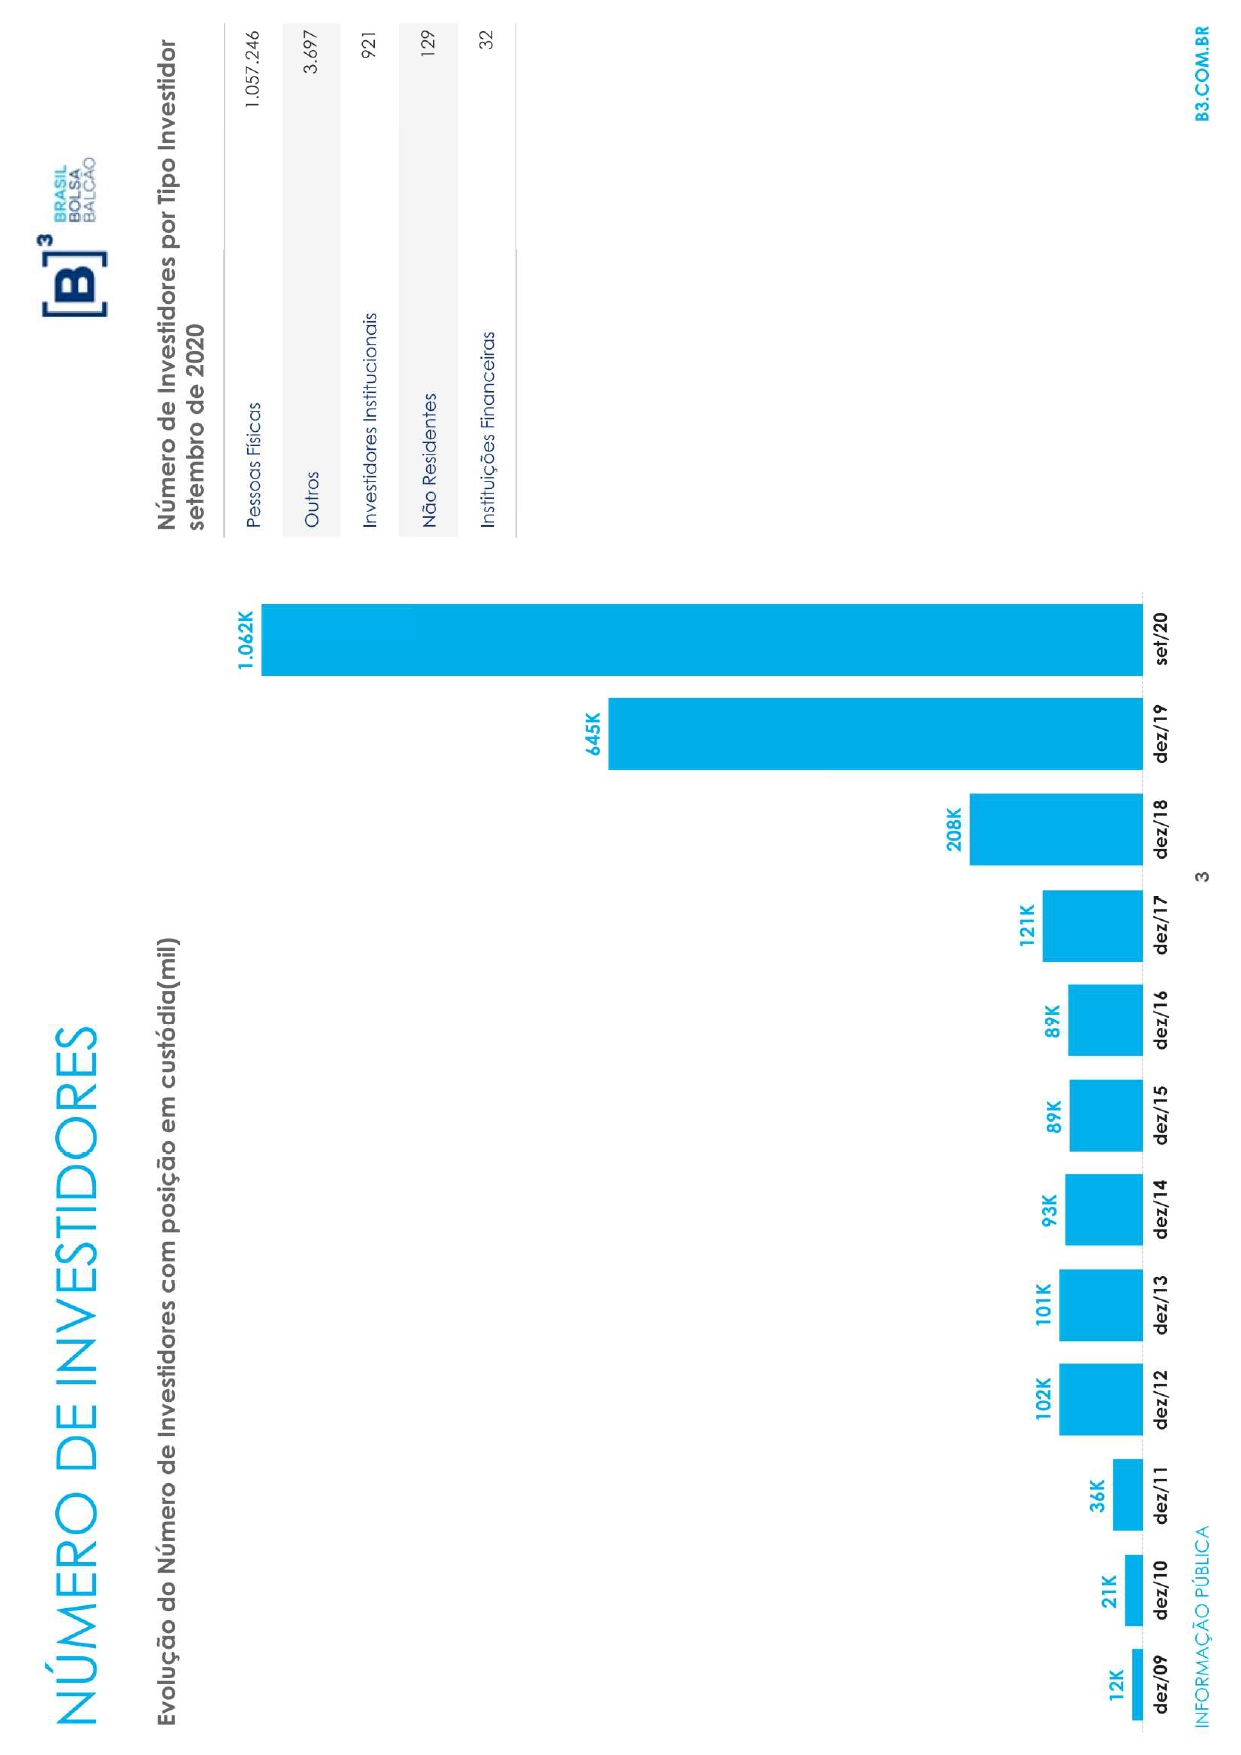 NÚMERO DE INVESTIDORES
[B]³ BRASIL
BOLSA
BALCÃO
Evolução do Número de Investidores com posição em custódia(mil)
12K
21K
36K
102K
101K
93K
89K
89K
121K
208K
645K
1.062K
dez/09 dez/10 dez/11 dez/12 dez/13 dez/14 dez/15 dez/16 dez/17 dez/18 dez/19 set/20
Número de Investidores por Tipo Investidor
setembro de 2020
Pessoas Físicas 1.057.246
Outros 3.697
Investidores Institucionais 921
Não Residentes 129
Instituições Financeiras 32
INFORMAÇÃO PÚBLICA
3
B3.COM.BR